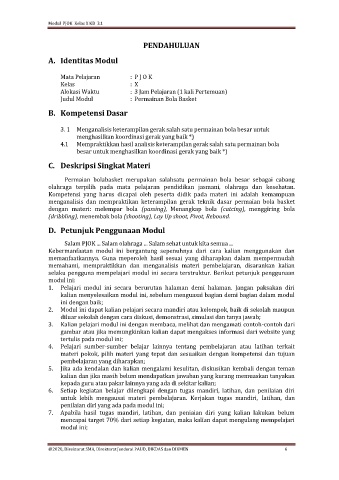 Modul PJOK Kelas X KD 3.1
PENDAHULUAN
A. Identitas Modul
Mata Pelajaran : P J O K
Kelas : X
Alokasi Waktu : 3 Jam Pelajaran (1 kali Pertemuan)
Judul Modul : Permainan Bola Basket
B. Kompetensi Dasar
3. 1 Menganalisis keterampilan gerak salah satu permainan bola besar untuk
menghasilkan koordinasi gerak yang baik *)
4.1 Mempraktikkan hasil analisis keterampilan gerak salah satu permainan bola
besar untuk menghasilkan koordinasi gerak yang baik *)
C. Deskripsi Singkat Materi
Permaian bolabasket merupakan salahsatu permainan bola besar sebagai cabang
olahraga terpilih pada mata pelajaran pendidikan jasmani, olahraga dan kesehatan.
Kompetensi yang harus dicapai oleh peserta didik pada materi ini adalah kemampuan
menganalisis dan mempraktikan keterampilan gerak teknik dasar permaian bola basket
dengan materi: melempar bola (passing), Menangkap bola (catcing), menggiring bola
(dribbling), menembak bola (shooting), Lay Up shoot, Pivot, Rebound.
D. Petunjuk Penggunaan Modul
Salam PJOK ... Salam olahraga ... Salam sehat untuk kita semua ...
Kebermanfaatan modul ini bergantung sepenuhnya dari cara kalian menggunakan dan
memanfaatkannya. Guna meperoleh hasil sesuai yang diharapkan dalam mempermudah
memahami, mempraktikkan dan menganalisis materi pembelajaran, disarankan kalian
selaku pengguna mempelajari modul ini secara terstruktur. Berikut petunjuk penggunaan
modul ini:
1. Pelajari modul ini secara berurutan halaman demi halaman. Jangan paksakan diri
kalian menyelesaikan modul ini, sebelum menguasai bagian demi bagian dalam modul
ini dengan baik;
2. Modul ini dapat kalian pelajari secara mandiri atau kelompok, baik di sekolah maupun
diluar sekolah dengan cara diskusi, demonstrasi, simulasi dan tanya jawab;
3. Kalian pelajari modul ini dengan membaca, melihat dan mengamati contoh-contoh dari
gambar atau jika memungkinkan kalian dapat mengakses informasi dari website yang
tertulis pada modul ini;
4. Pelajari sumber-sumber belajar lainnya tentang pembelajaran atau latihan terkait
materi pokok, pilih materi yang tepat dan sesuaikan dengan kompetensi dan tujuan
pembelajaran yang diharapkan;
5. Jika ada kendalan dan kalian mengalami kesulitan, diskusikan kembali dengan teman
kalian dan jika masih belum mendapatkan jawaban yang kurang memuaskan tanyakan
kepada guru atau pakar lainnya yang ada di sekitar kalian;
6. Setiap kegiatan belajar dilengkapi dengan tugas mandiri, latihan, dan penilaian diri
untuk lebih menguasai materi pembelajaran. Kerjakan tugas mandiri, latihan, dan
penilaian diri yang ada pada modul ini;
7. Apabila hasil tugas mandiri, latihan, dan penilaian diri yang kalian lakukan belum
mencapai target 70% dari setiap kegiatan, maka kalian dapat mengulang mempelajari
modul ini;
@2020, Direktorat SMA, Direktorat Jenderal PAUD, DIKDAS dan DIKMEN 6